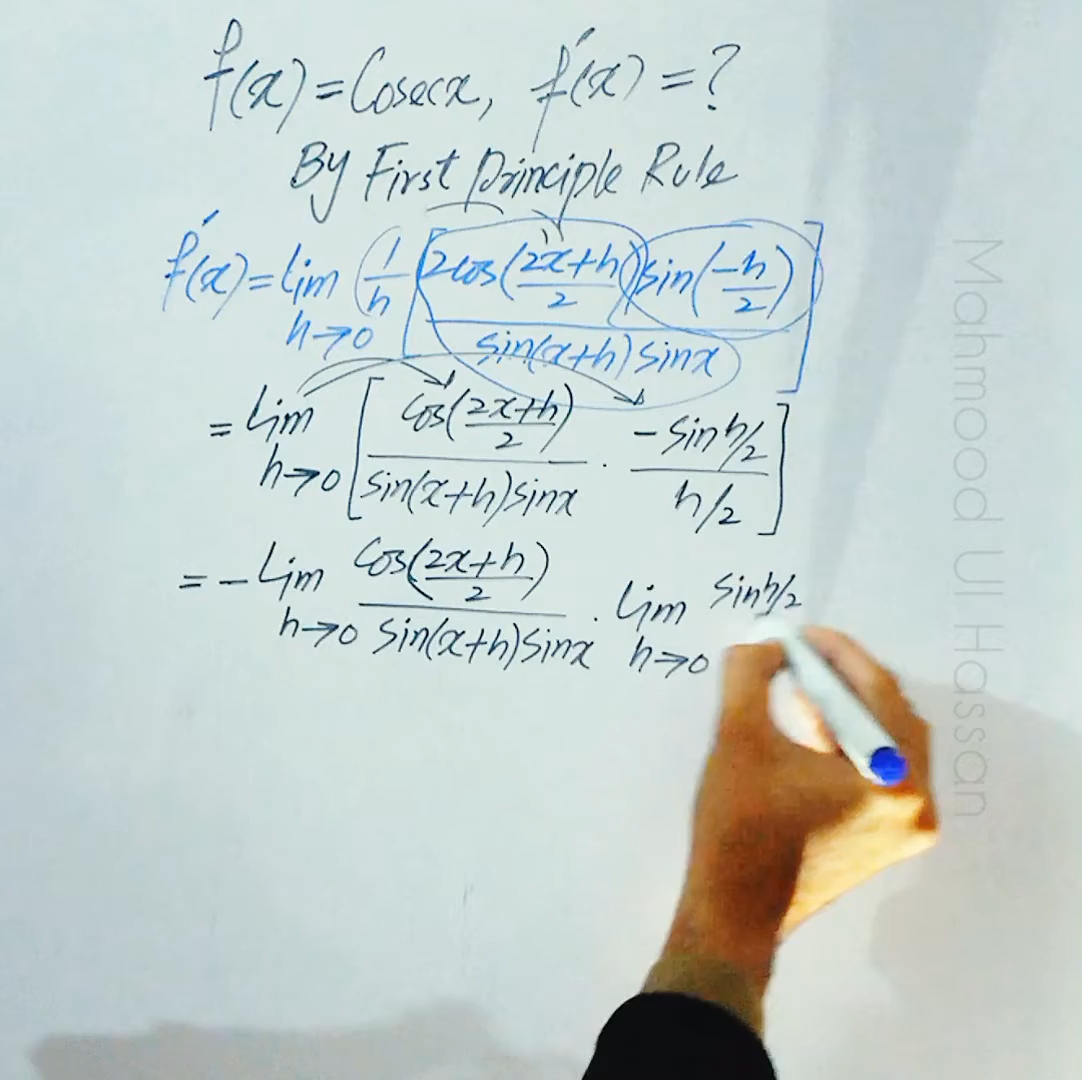 f(x) = Cosecx, f'(x) = ?
By First Principle Rule
f'(x) = Lim h→0 (1/h) [2cos((2x+h)/2) sin(-h/2) / sin(x+h) sinx]
= Lim h→0 [cos((2x+h)/2) / sin(x+h) sinx . -sin h/2 / h/2]
= - Lim h→0 cos((2x+h)/2) / sin(x+h) sinx . Lim h→0 sin h/2
Mahmood Ul Hassan